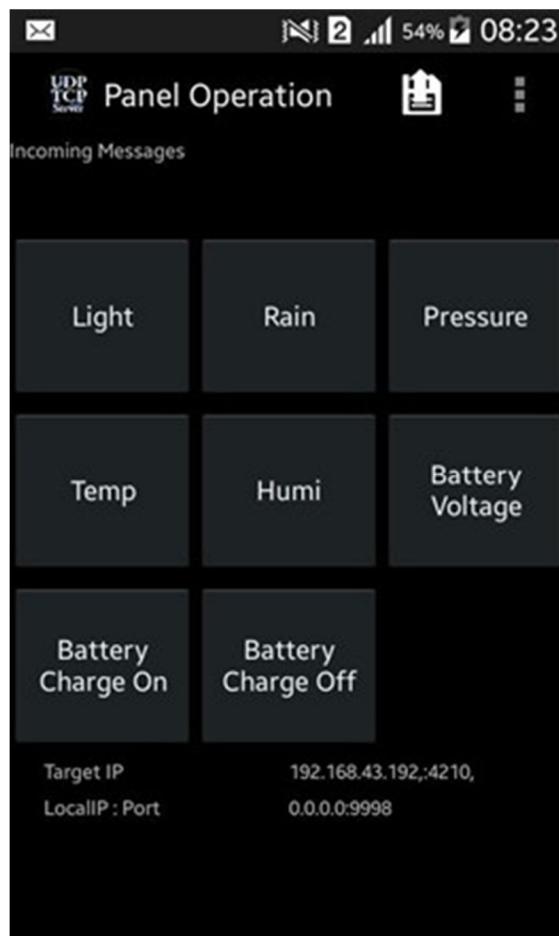 2 54% 08:23
UDP
TCP
Server
Panel Operation
Incoming Messages
Light
Rain
Pressure
Temp
Humi
Battery
Voltage
Battery
Charge On
Battery
Charge Off
Target IP 192.168.43.192,:4210,
LocalIP : Port 0.0.0.0:9998